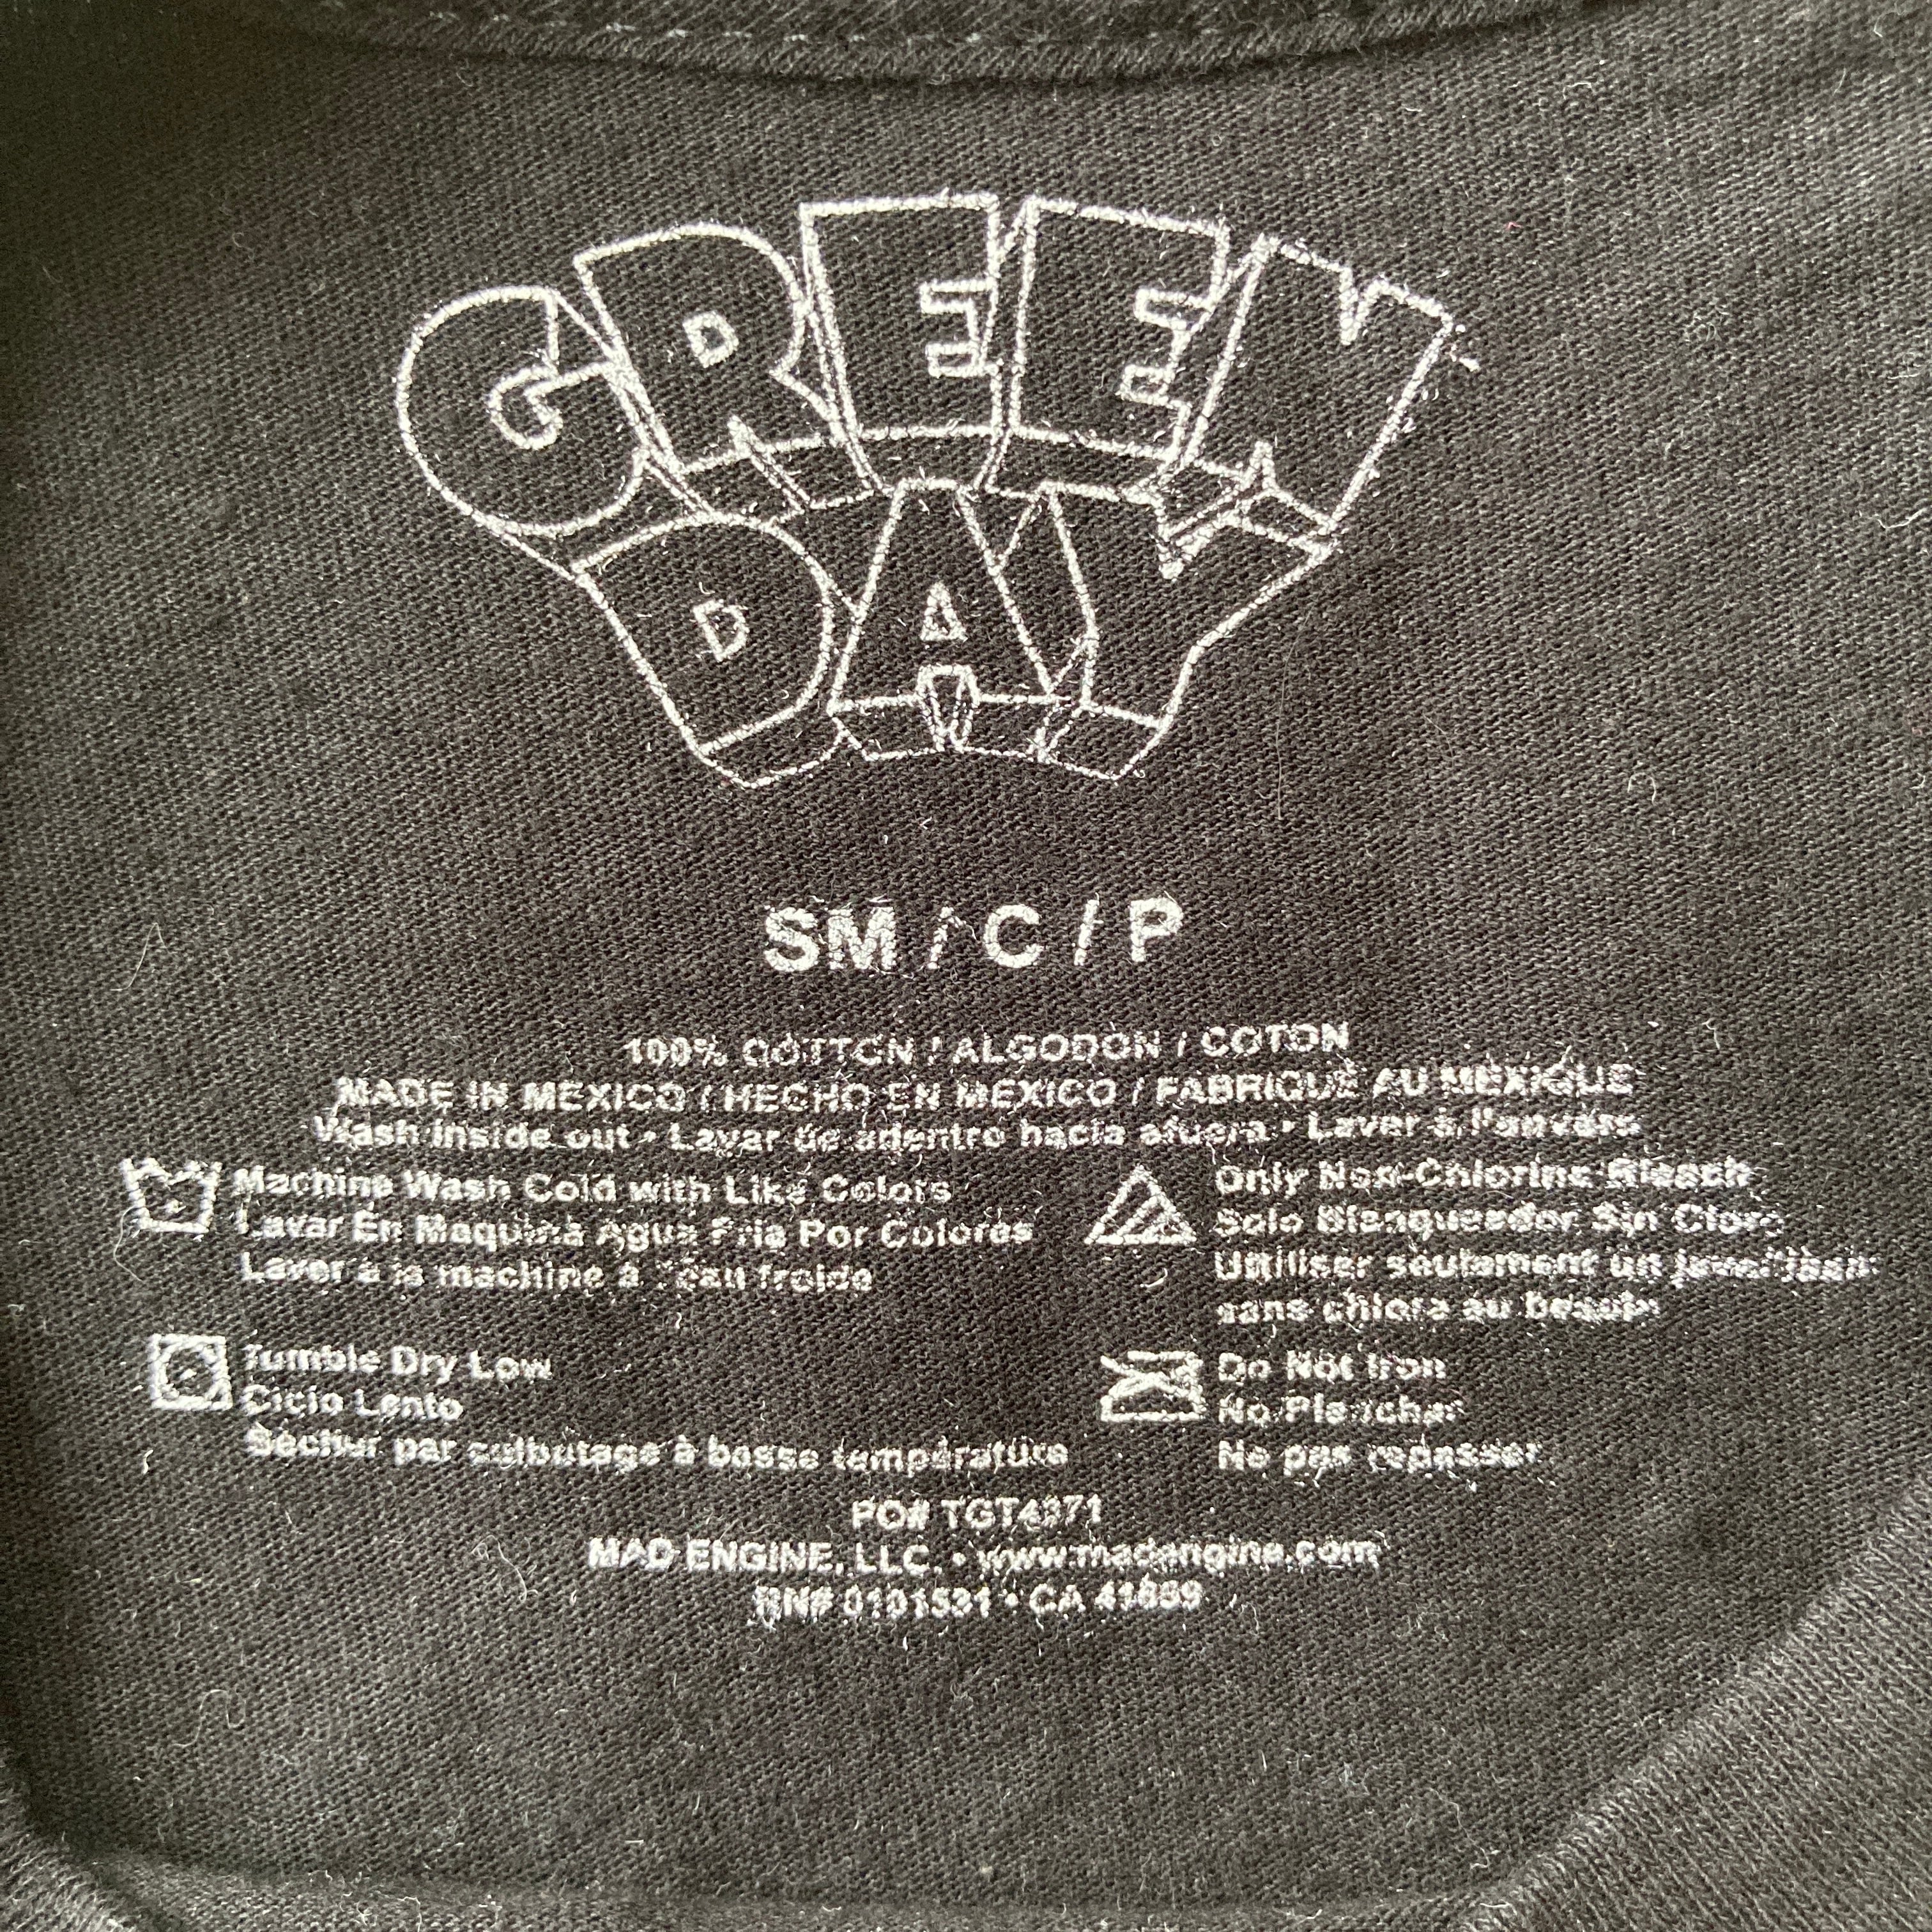 GREEN
DAY
SM / C / P
100% COTTON / ALGODON / COTON
MADE IN MEXICO / HECHO EN MEXICO / FABRIQUÉ AU MEXIQUE
Wash inside out • Lavar de adentro hacia afuera • Laver à l'envers
Machine Wash Cold with Like Colors
Lavar En Maquina Agua Fria Por Colores
Laver à la machine à l'eau froide
Only Non-Chlorine Bleach
Solo Blanqueador Sin Cloro
Utiliser seulement un javellisant
sans chlore au besoin
Tumble Dry Low
Ciclo Lento
Sécher par culbutage à basse température
Do Not Iron
No Planchar
Ne pas repasser
PO# TGT4371
MAD ENGINE, LLC. • www.madengine.com
RN# 0101531 • CA